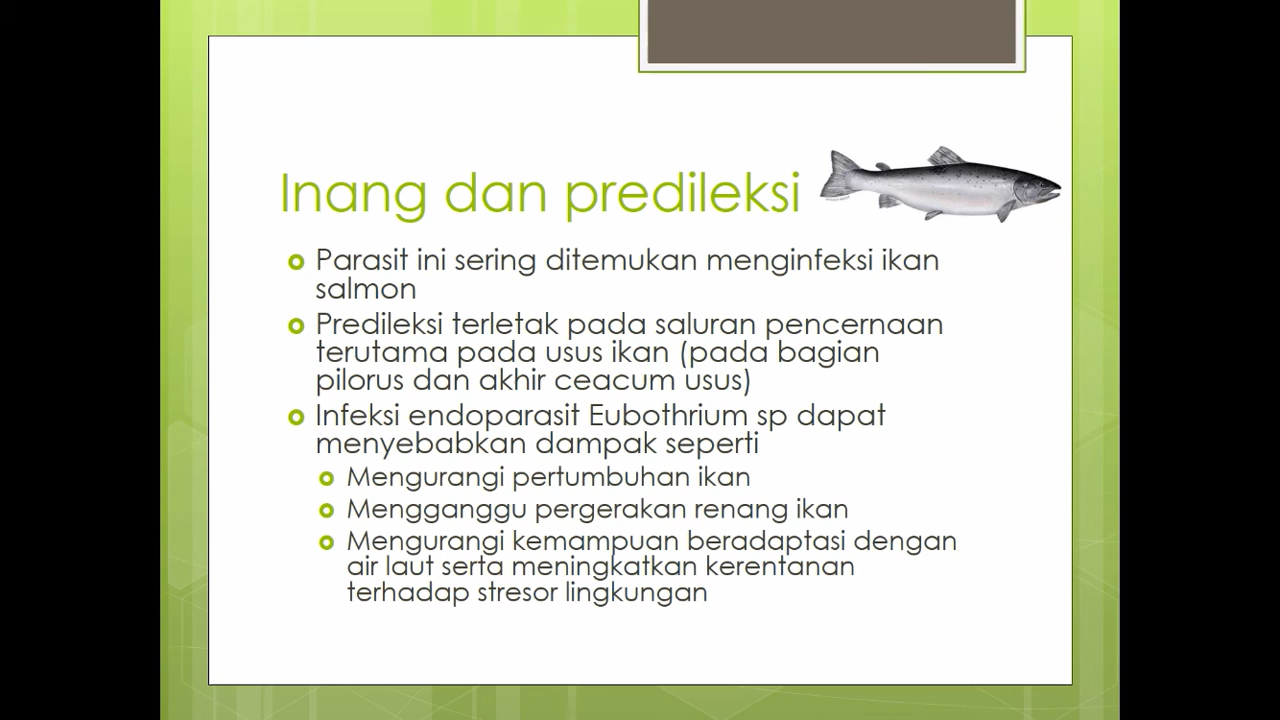 Inang dan predileksi
Parasit ini sering ditemukan menginfeksi ikan
salmon
Predileksi terletak pada saluran pencernaan
terutama pada usus ikan (pada bagian
pilorus dan akhir ceacum usus)
Infeksi endoparasit Eubothrium sp dapat
menyebabkan dampak seperti
Mengurangi pertumbuhan ikan
Mengganggu pergerakan renang ikan
Mengurangi kemampuan beradaptasi dengan
air laut serta meningkatkan kerentanan
terhadap stresor lingkungan